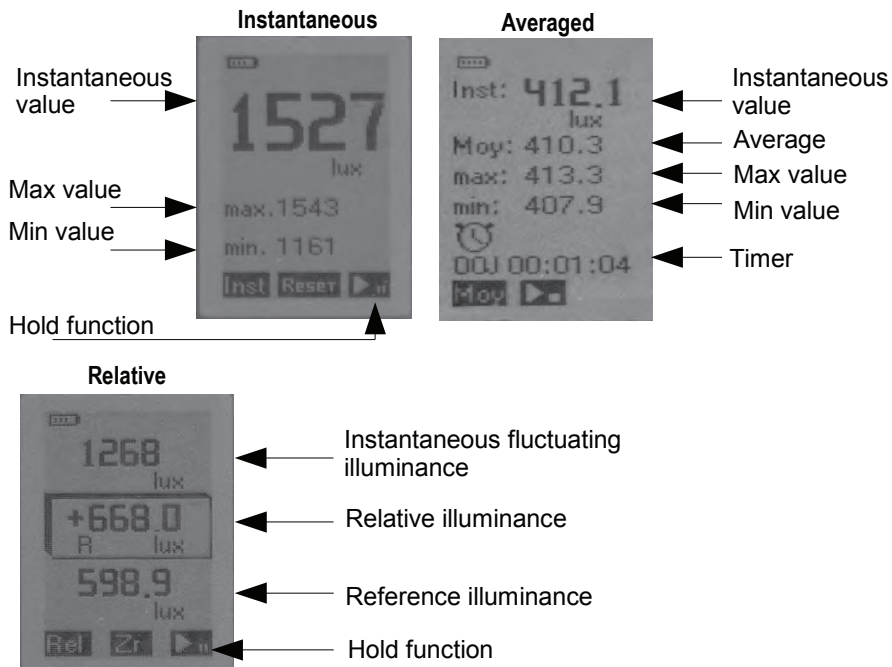 Instantaneous
Instantaneous
value
1527
lux
Max value
max.1543
Min value
min. 1161
Inst RESET
Hold function
Averaged
Inst: 412.1
lux
Instantaneous
value
Moy: 410.3
Average
max: 413.3
Max value
min: 407.9
Min value
00J 00:01:04
Timer
Moy
Relative
1268
lux
Instantaneous fluctuating
illuminance
+668.0
R lux
Relative illuminance
598.9
lux
Reference illuminance
Rel Zr
Hold function